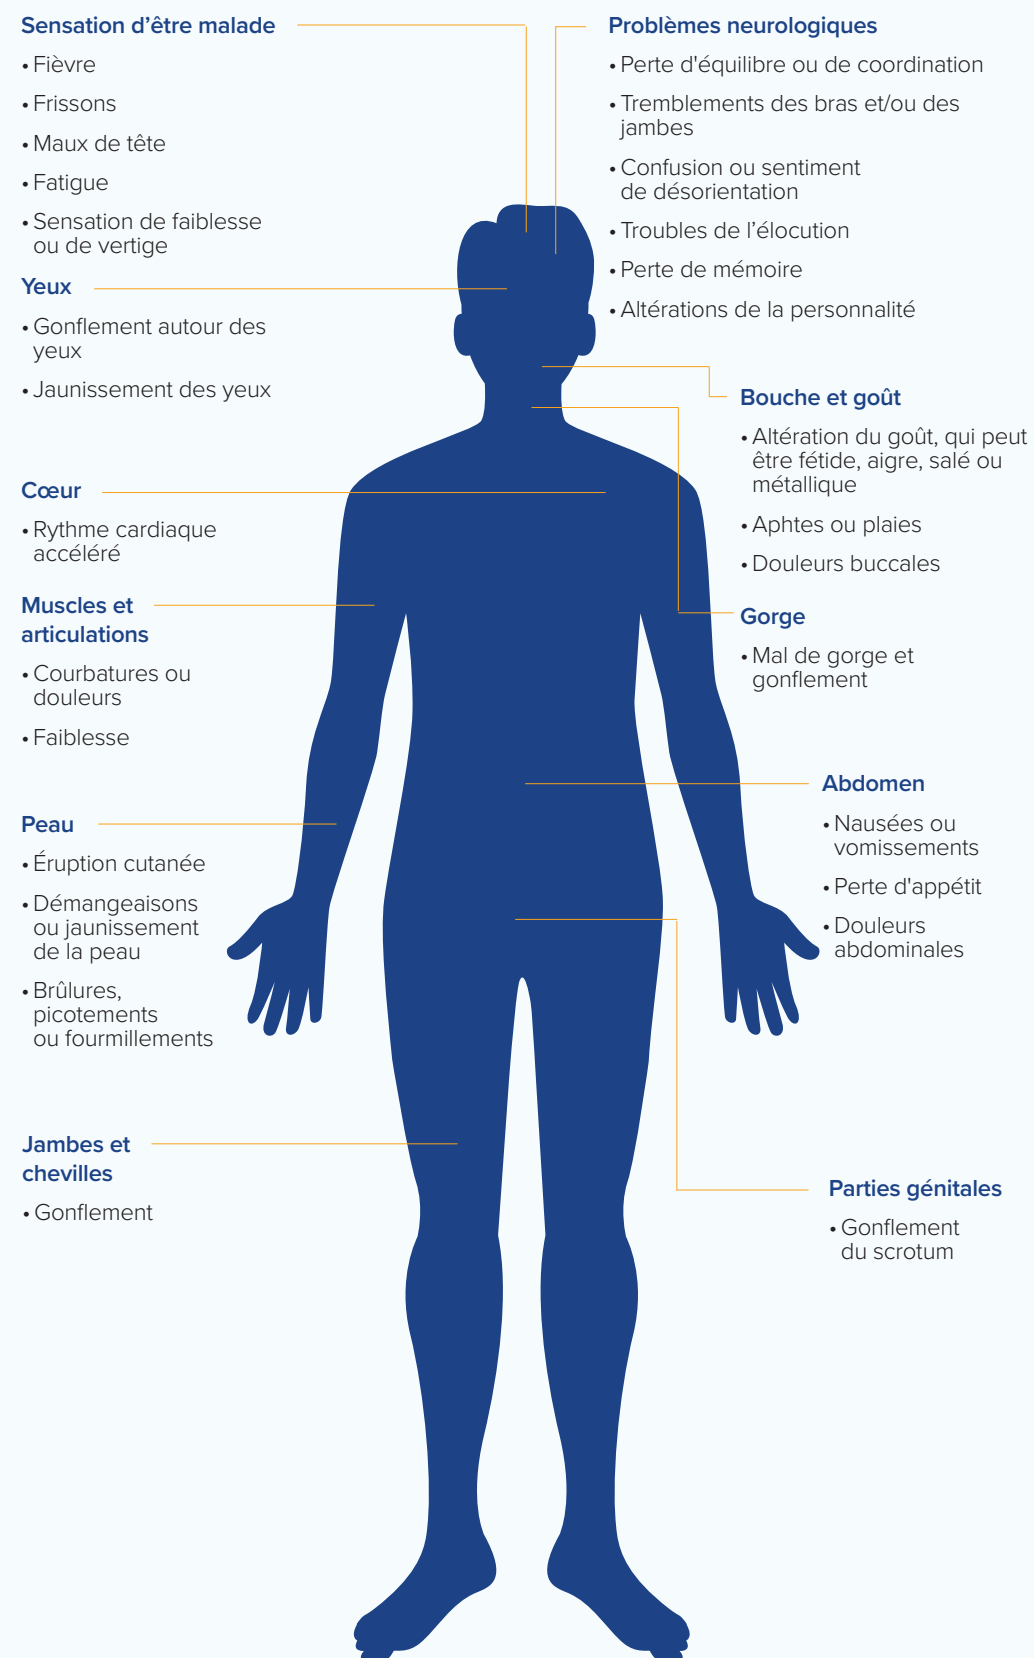 Sensation d’être malade
• Fièvre
• Frissons
• Maux de tête
• Fatigue
• Sensation de faiblesse
ou de vertige
Yeux
• Gonflement autour des
yeux
• Jaunissement des yeux
Cœur
• Rythme cardiaque
accéléré
Muscles et
articulations
• Courbatures ou
douleurs
• Faiblesse
Peau
• Éruption cutanée
• Démangeaisons
ou jaunissement
de la peau
• Brûlures,
picotements
ou fourmillements
Jambes et
chevilles
• Gonflement
Problèmes neurologiques
• Perte d'équilibre ou de coordination
• Tremblements des bras et/ou des
jambes
• Confusion ou sentiment
de désorientation
• Troubles de l’élocution
• Perte de mémoire
• Altérations de la personnalité
Bouche et goût
• Altération du goût, qui peut
être fétide, aigre, salé ou
métallique
• Aphtes ou plaies
• Douleurs buccales
Gorge
• Mal de gorge et
gonflement
Abdomen
• Nausées ou
vomissements
• Perte d'appétit
• Douleurs
abdominales
Parties génitales
• Gonflement
du scrotum